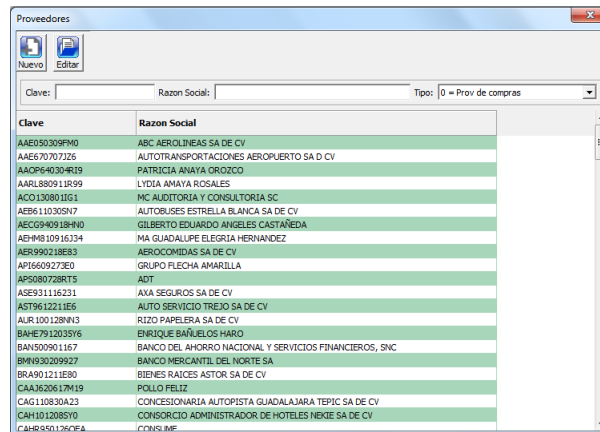 Proveedores
Nuevo Editar
Clave: Razon Social: Tipo: 0 = Prov de compras
Clave Razon Social
AAE050309FM0 ABC AEROLINEAS SA DE CV
AAE670707JZ6 AUTOTRANSPORTACIONES AEROPUERTO SA D CV
AAOP640304RI9 PATRICIA ANAYA OROZCO
AARL880911R99 LYDIA AMAYA ROSALES
ACO130801IG1 MC AUDITORIA Y CONSULTORIA SC
AEB611030SN7 AUTOBUSES ESTRELLA BLANCA SA DE CV
AECG940918HN0 GILBERTO EDUARDO ANGELES CASTAÑEDA
AEHM810916J34 MA GUADALUPE ELEGRIA HERNANDEZ
AER990218E83 AEROCOMIDAS SA DE CV
API6609273E0 GRUPO FLECHA AMARILLA
APS080728RT5 ADT
ASE931116231 AXA SEGUROS SA DE CV
AST9612211E6 AUTO SERVICIO TREJO SA DE CV
AUR100128NN3 RIZO PAPELERA SA DE CV
BAHE7912035Y6 ENRIQUE BAÑUELOS HARO
BAN500901167 BANCO DEL AHORRO NACIONAL Y SERVICIOS FINANCIEROS, SNC
BMN930209927 BANCO MERCANTIL DEL NORTE SA
BRA901211E80 BIENES RAICES ASTOR SA DE CV
CAAJ620617M19 POLLO FELIZ
CAG110830A23 CONCESIONARIA AUTOPISTA GUADALAJARA TEPIC SA DE CV
CAH101208SY0 CONSORCIO ADMINISTRADOR DE HOTELES NEKIE SA DE CV
CONSUME